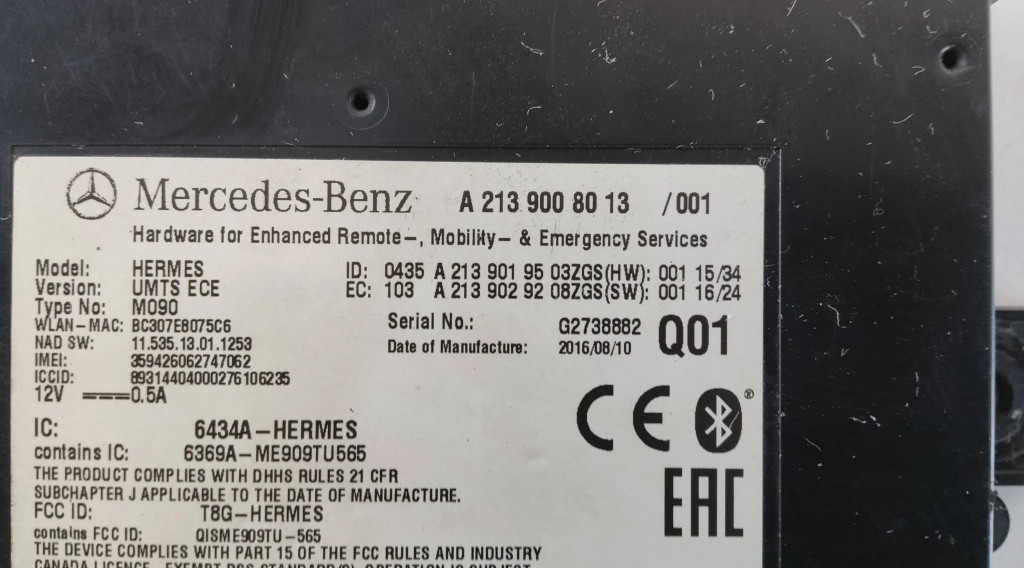 Mercedes-Benz A 213 900 80 13 /001
Hardware for Enhanced Remote-, Mobility- & Emergency Services
Model: HERMES ID: 0435 A 213 901 95 03ZGS(HW): 001 15/34
Version: UMTS ECE EC: 103 A 213 902 92 08ZGS(SW): 001 16/24
Type No: M090
WLAN-MAC: BC307E8075C6 Serial No.: G2738882 Q01
NAD SW: 11.535.13.01.1253 Date of Manufacture: 2016/08/10
IMEI: 359426062747062
ICCID: 89314404000276106235
12V 0.5A
CE
IC: 6434A-HERMES
contains IC: 6369A-ME909TU565
THE PRODUCT COMPLIES WITH DHHS RULES 21 CFR
SUBCHAPTER J APPLICABLE TO THE DATE OF MANUFACTURE.
EAC
FCC ID: T8G-HERMES
contains FCC ID: QISME909TU-565
THE DEVICE COMPLIES WITH PART 15 OF THE FCC RULES AND INDUSTRY